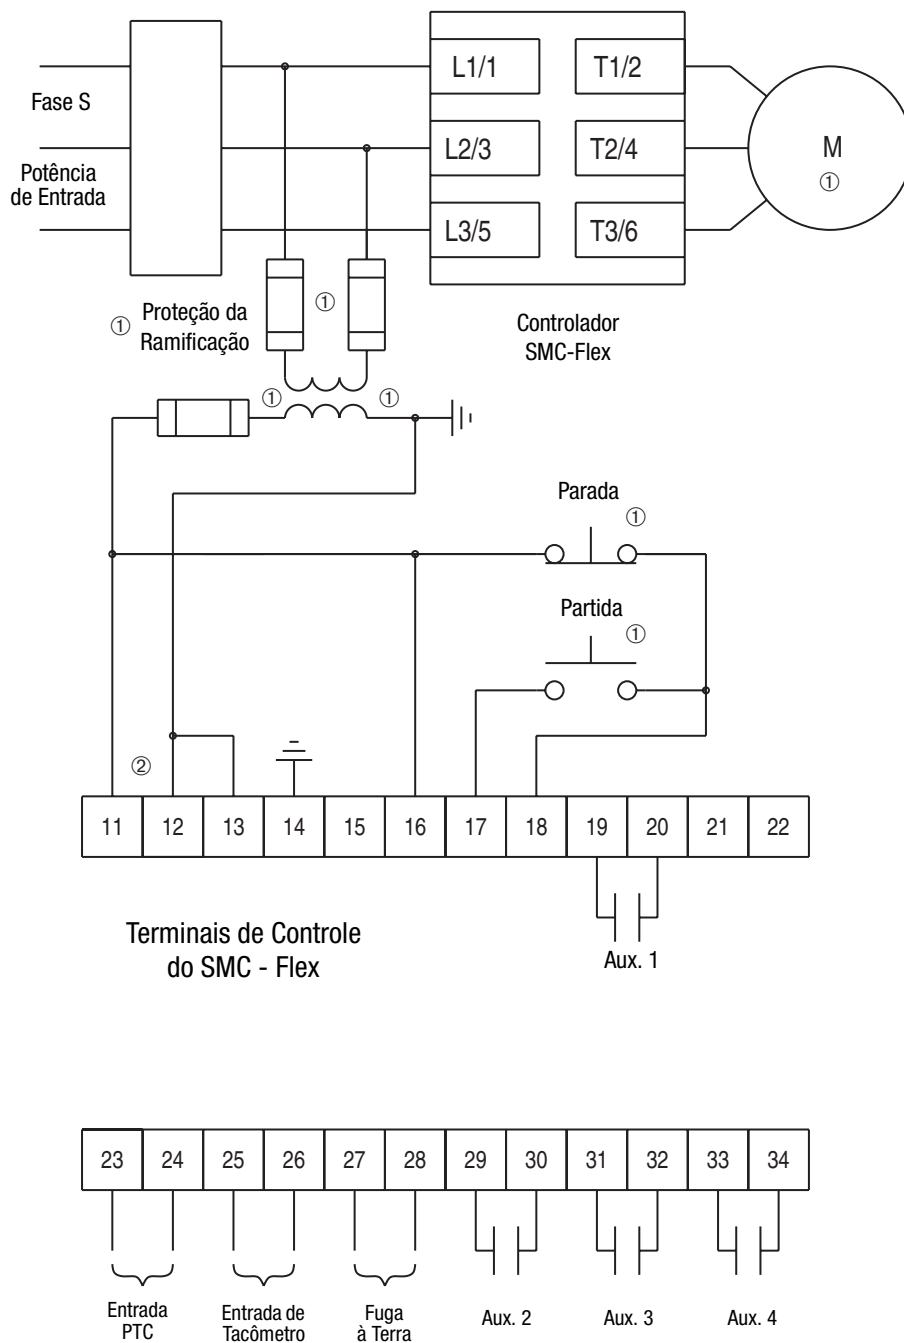 L1/1 T1/2
Fase S
L2/3 T2/4
M
①
Potência
de Entrada
L3/5 T3/6
① Proteção da
Ramificação
①
Controlador
SMC-Flex
① ①
Parada
①
Partida
①
②
11 12 13 14 15 16 17 18 19 20 21 22
Terminais de Controle
do SMC - Flex
Aux. 1
23 24 25 26 27 28 29 30 31 32 33 34
Entrada
PTC
Entrada de
Tacômetro
Fuga
à Terra
Aux. 2
Aux. 3
Aux. 4